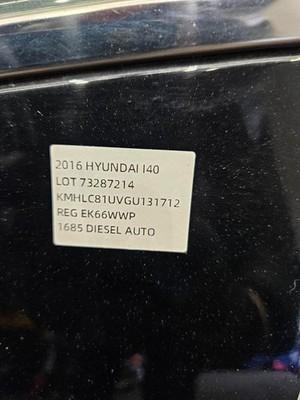 2016 HYUNDAI I40
LOT 73287214
KMHLC81UVGU131712
REG EK66WWP
1685 DIESEL AUTO